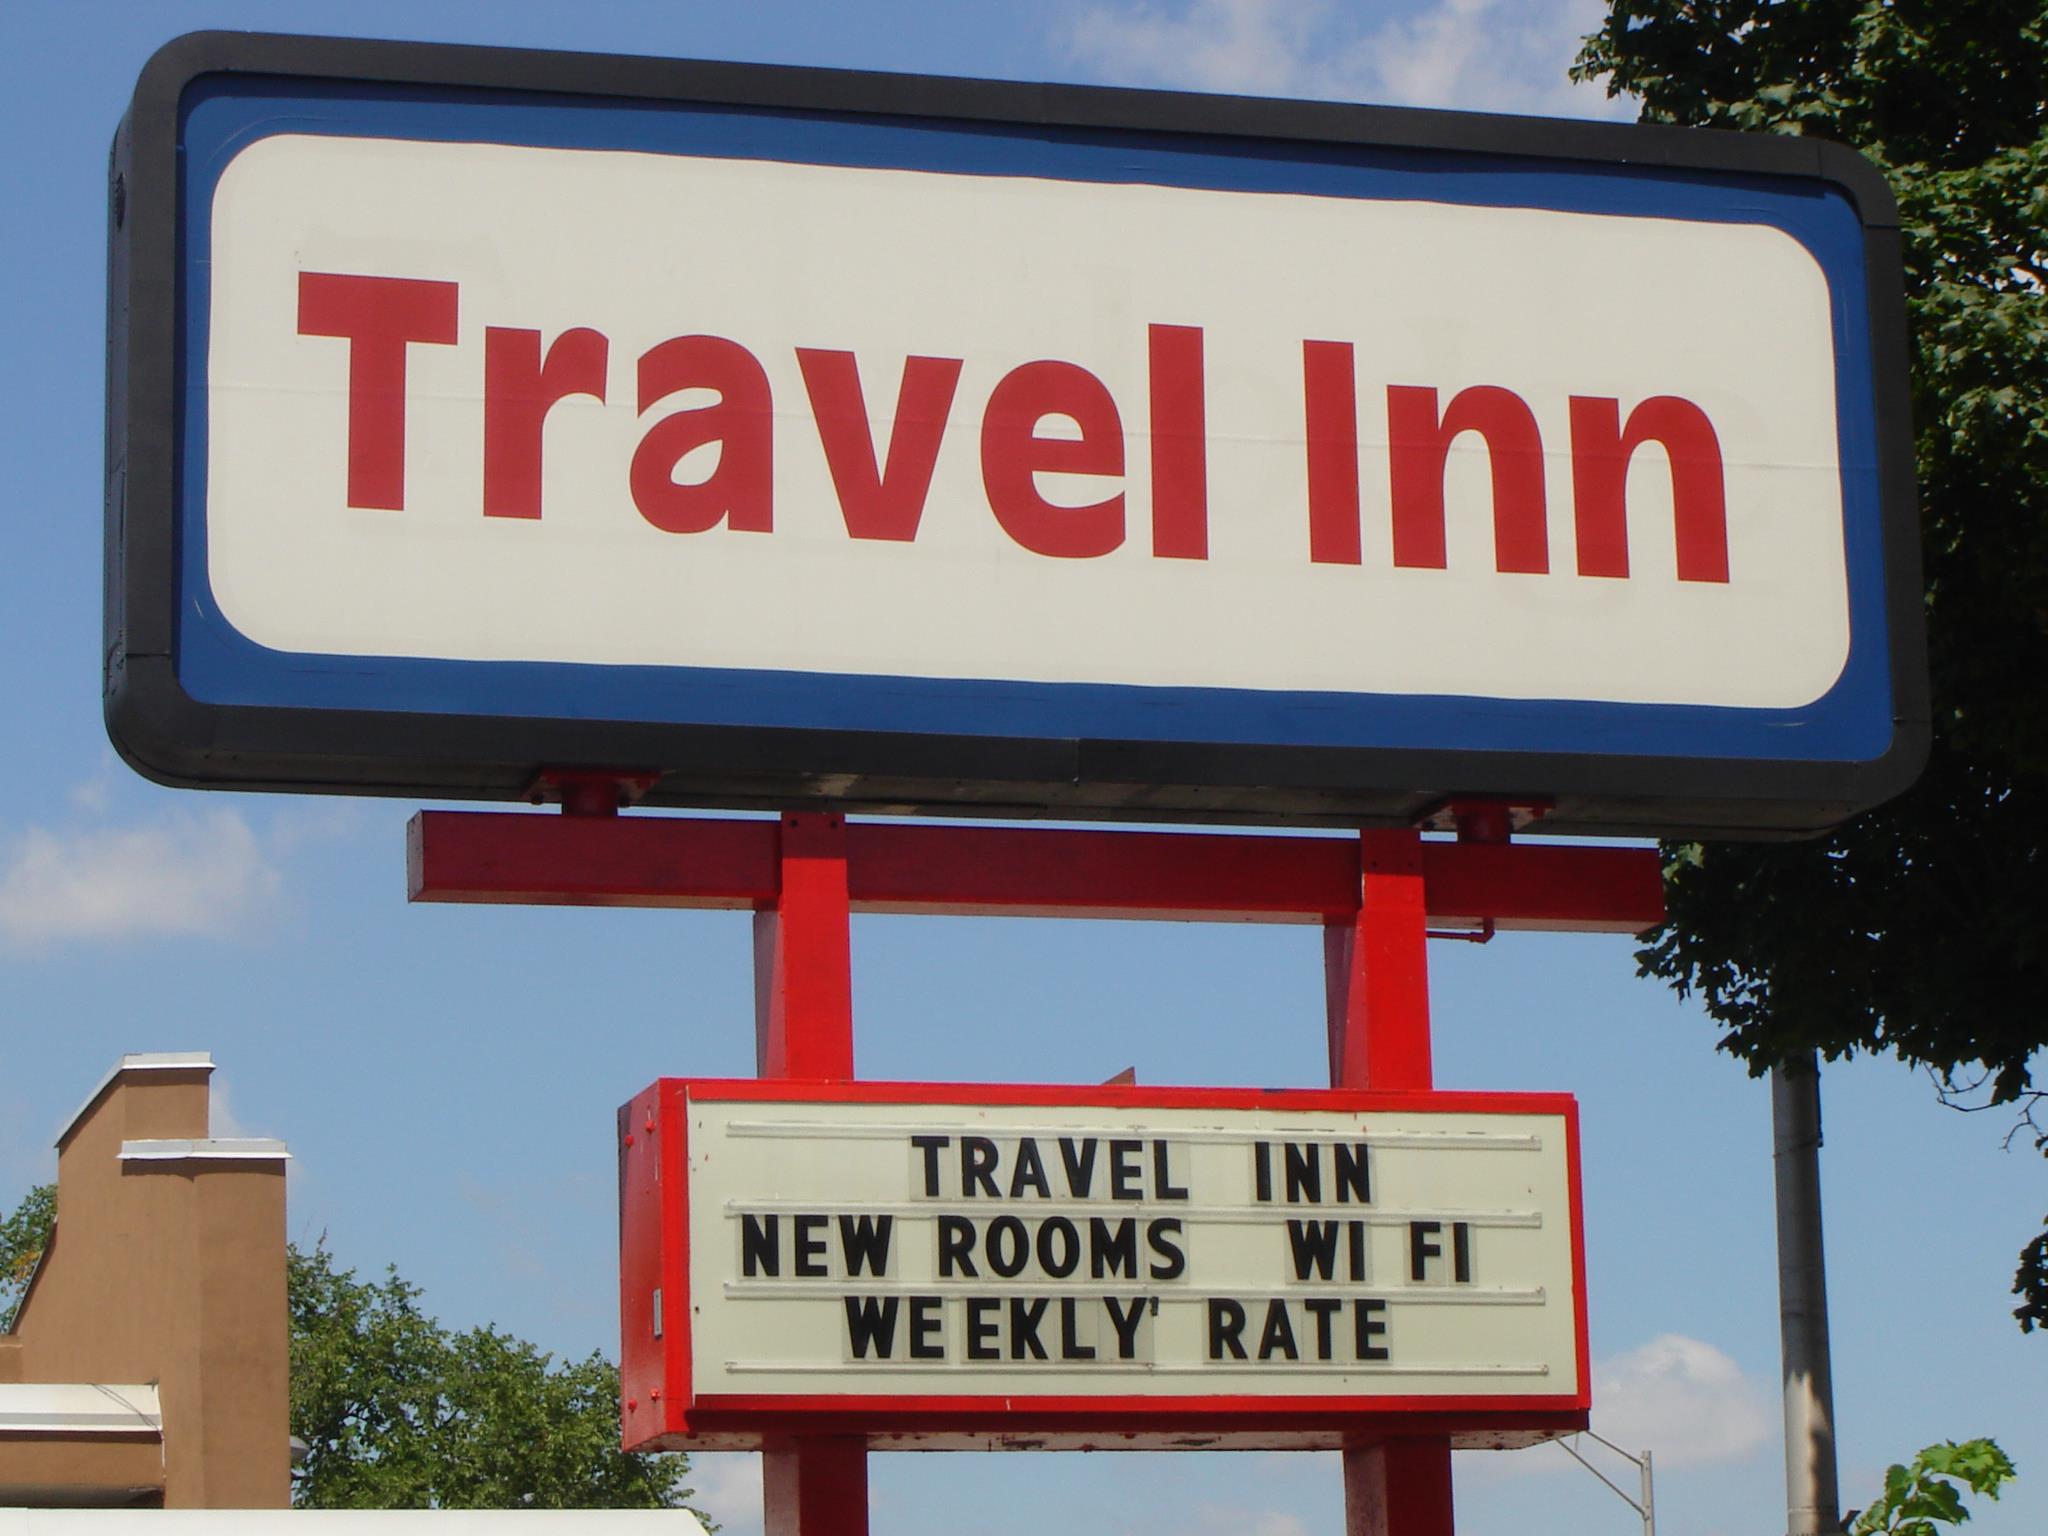 Travel Inn
TRAVEL INN
NEW ROOMS WI FI
WEEKLY' RATE